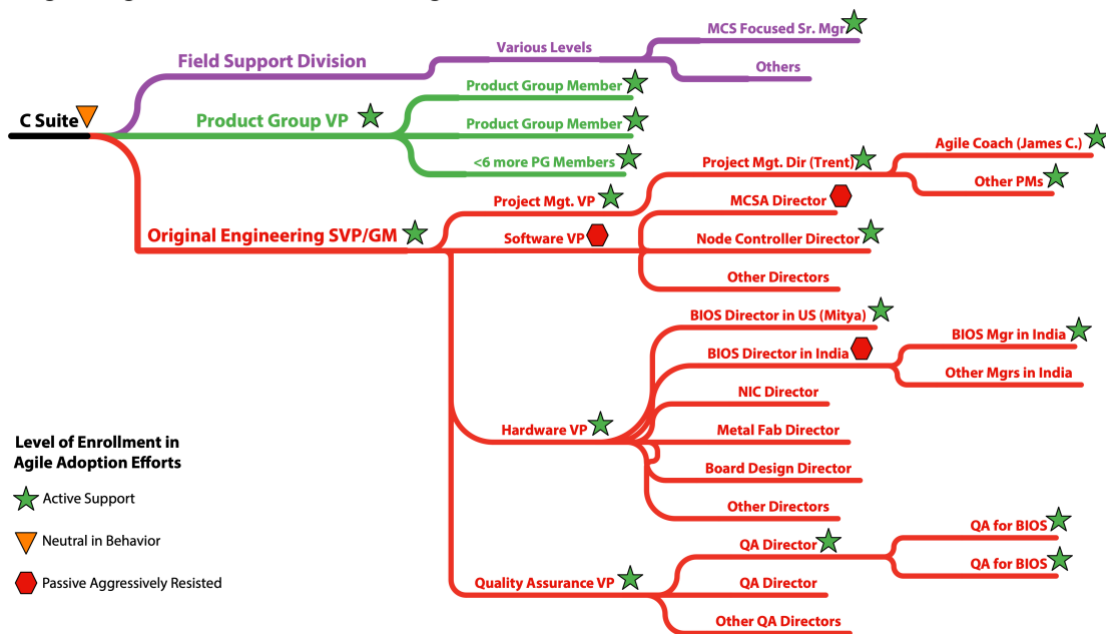 MCS Focused Sr. Mgr
Various Levels
Field Support Division
Others
Product Group Member
C Suite
Product Group VP
Product Group Member
<6 more PG Members
Agile Coach (James C.)
Project Mgt. Dir (Trent)
Other PMs
Project Mgt. VP
MCSA Director
Original Engineering SVP/GM
Software VP
Node Controller Director
Other Directors
BIOS Director in US (Mitya)
BIOS Mgr in India
BIOS Director in India
Other Mgrs in India
NIC Director
Hardware VP
Metal Fab Director
Board Design Director
Other Directors
QA for BIOS
QA Director
QA for BIOS
Quality Assurance VP
QA Director
Other QA Directors
Level of Enrollment in
Agile Adoption Efforts
Active Support
Neutral in Behavior
Passive Aggressively Resisted